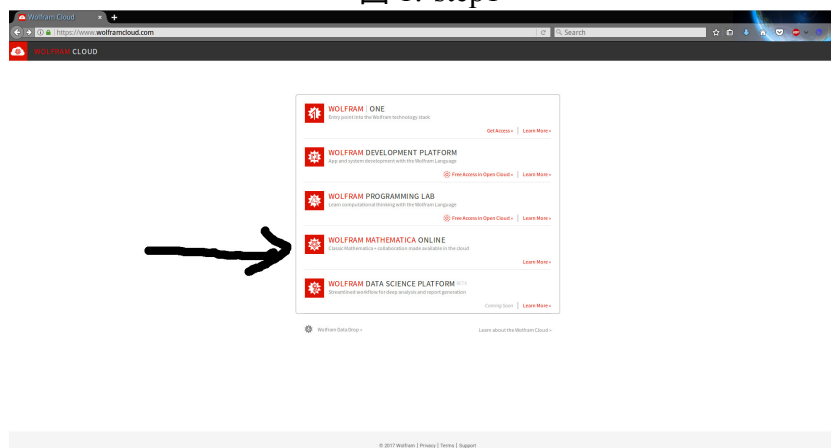 图 1: step1
Wolfram Cloud
https://www.wolframcloud.com
Search
WOLFRAM CLOUD
WOLFRAM | ONE
Entry point into the Wolfram technology stack
Get Access » | Learn More »
WOLFRAM DEVELOPMENT PLATFORM
App and system development with the Wolfram Language
Free Access in Open Cloud » | Learn More »
WOLFRAM PROGRAMMING LAB
Learn computational thinking with the Wolfram Language
Free Access in Open Cloud » | Learn More »
WOLFRAM MATHEMATICA ONLINE
Classic Mathematica + collaboration made available in the cloud
Learn More »
WOLFRAM DATA SCIENCE PLATFORM BETA
Streamlined workflow for deep analysis and report generation
Coming Soon | Learn More »
Wolfram Data Drop »
Learn about the Wolfram Cloud »
© 2017 Wolfram | Privacy | Terms | Support